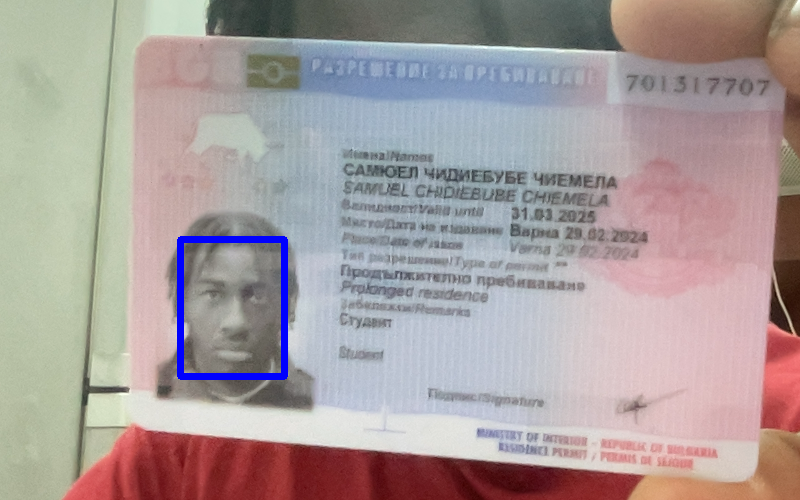 РАЗРЕШЕНИЕ ЗА ПРЕБИВАВАНЕ
701317707
Имена/Names
САМЮЕЛ ЧИДИЕБУБЕ ЧИЕМЕЛА
SAMUEL CHIDIEBUBE CHIEMELA
Валидност/Valid until 31.03.2025
Място/Дата на издаване Варна 29.02.2024
Place/Date of issue Varna 29.02.2024
Тип разрешение/Type of permit **
Продължително пребиваване
Prolonged residence
Забележки/Remarks
Студент
Student
Подпис/Signature
MINISTRY OF INTERIOR - REPUBLIC OF BULGARIA
RESIDENCE PERMIT / PERMIS DE SEJOUR